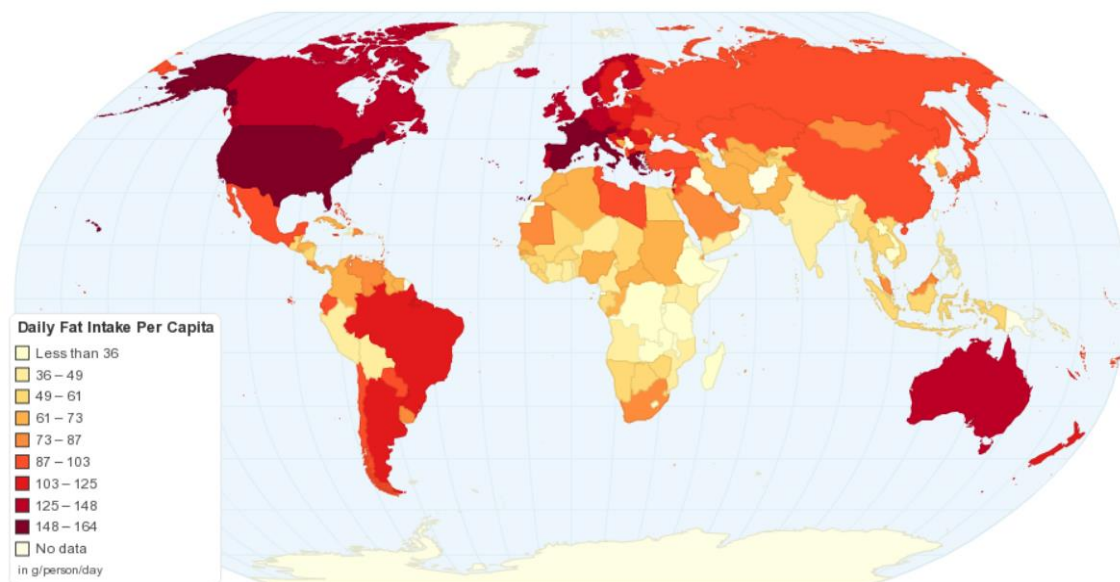 Daily Fat Intake Per Capita
Less than 36
36 – 49
49 – 61
61 – 73
73 – 87
87 – 103
103 – 125
125 – 148
148 – 164
No data
in g/person/day